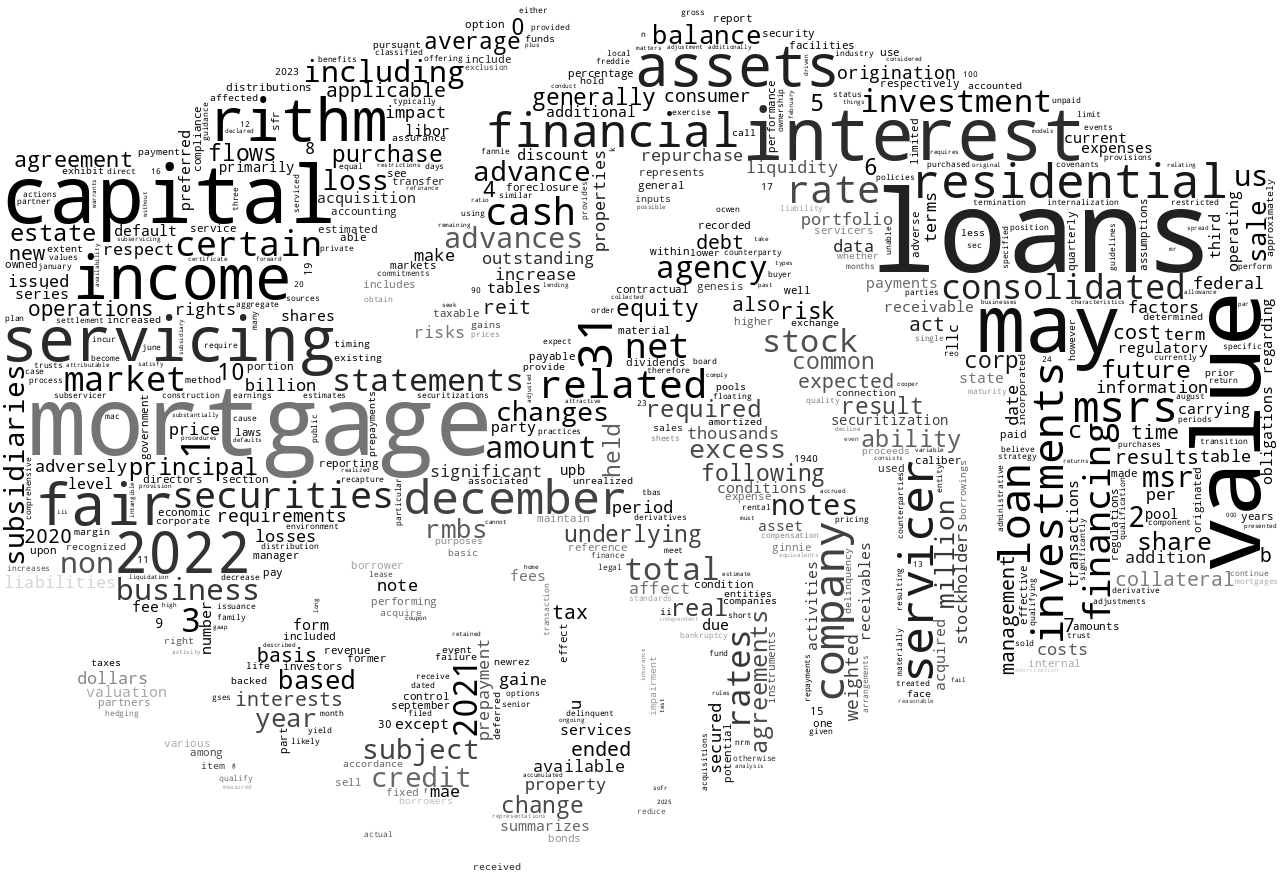 either
option 0 provided
gross
report
pursuant average funds
classified plus
n balance security
matters adjustment additionally
benefits offering include
exclusion
local
freddie
facilities
industry use
considered
2023 including
assets
driven
percentage
hold
origination 100
distributions applicable
conduct
status respectively accounted
things
affected typically
rithm impact
generally consumer
additional exercise
performance
ownership
february
5 investment unpaid
limit
12 sfr
declared
libor
assurance
compliance
guidance
financial call interest
models events
current
agreement payment flows 8 purchase
fannie discount k
repurchase limited requires expenses
provisions
exhibit direct 16 primarily preferred
equal restrictions days
advance
represents liquidity 6 purchased original covenants relating
capital
actions
partner
without
warrants
three
serviced
loss see
transfer
refinance
acquisition
4 foreclosure
ratio similar
provides
properties
general 17 rate
policies
residential us
inputs
possible
liability
termination internalization restricted
estate default service
subservicing
estimated
accounting
using cash
remaining
ocwen portfolio
servicers
adverse
terms
loans
less
sec
specified
position
quarterly
guidelines
assumptions
mr
spread
third
operating
sale
approximately
new extent
values
respect certain able
private
advances
recorded
debt take
data
whether
unable
owned january
availability
certificate forward
19
make
markets
commitments
outstanding
within lower counterparty
agency types
buyer
months
perform
issued
series
income 20
includes
increase
90 tables lending
genesis past
payments
parties
consolidated federal
allowance
operations rights
sources
aggregate shares
obtain
seek
taxable
reit
contractual
collected
well
also
receivable
businesses characteristics
par
factors
plan settlement increased
many
risks gains
prices
order equity
higher risk
exchange act
single
llc
may
however
determined
cost term
specific
servicing
incur
june
subsidiary
require
timing
existing
expect
payable
provide
31
material
net
dividends board
stock
common
reo
corp
regulatory
currently
value
regarding
obligations
trusts
case
process
become
attributable
satisfy
market method
10 portion
billion
statements
adjusted
attractive
related
therefore
comply
pools
floating
expected
quality
cooper
connection
state
maturity
24
incorporated
future
information
prior
return
subsidiaries
subservicer construction earnings estimates securitizations
mortgage
mac
substantially
government
price
procedures
1
cause
laws
defaults
public
prepayments
changes
party practices
23 required
amortized
sales
sheets
result
securitization
decline
even
ability
date
investments
msrs
c
august
carrying
periods
time
transition
amount
held
thousands
excess
proceeds
paid
believe
strategy
purchases
results table
adversely principal
reporting
recapture
realized
significant upb
associated
unrealized
following 1940
conditions
consists
used caliber
variable
entity
returns
made
msr
level
comprehensive
directors section
provision
intangible
fair securities
particular
december
tbas
period
derivatives
expense
rental
accrued
must
notes
counterparties
servicer
million
borrowings
administrative
loan
financing
transactions
significantly
regulations
qualification
per
originated
2 pool
component
000 years
presented
iii
2020 margin
economic
corporate
requirements
environment
rmbs
cannot
maintain
underlying
asset
compensation
pricing
stockholders
share
b
upon recognized
non 2022
11
losses
distribution
manager
purposes
basic
reference
finance
meet
ginnie
equivalents
company
delinquency
receivables
resulting
13
addition
increases
liabilities
liquidation
decrease
pay
borrower
lease
home
fees
legal
total
affect
standards
condition
entities
companies
activities
acquired
management
effective
qualifying
derivative
adjustments
collateral
continue
mortgages
business
note
performing
acquire
coupon
transaction
ii real short
independent
due
bankruptcy
weighted
fee high
9 3
gaap
issuance
family
long
number
tax
effect
rates
agreements
instruments
fund
repayments
arrangements
materially
sold
7 amounts
trust
costs
internal
amortization
right
activity
form
included
described
basis
revenue
former
retained
event
failure
newrez
insurance
impairment
test
treated
face
reasonable
fail
taxes
dollars
valuation
partners
hedging
life investors
backed based
gses interests
year month
receive
dated
control
september
filed
30 except
2021
prepayment
deferred
gain e
options
senior
rules
secured
potential
nrm
otherwise
analysis
acquisitions
15
one
given
various
among
item 8
qualify
measured
part
yield
likely
subject
accordance
sell credit
fixed f mae
borrowers
u
delinquent
ongoing
services
ended
available
accumulated
property
estimate
sofr
2025
reduce
change
representations
summarizes
bonds
actual
received